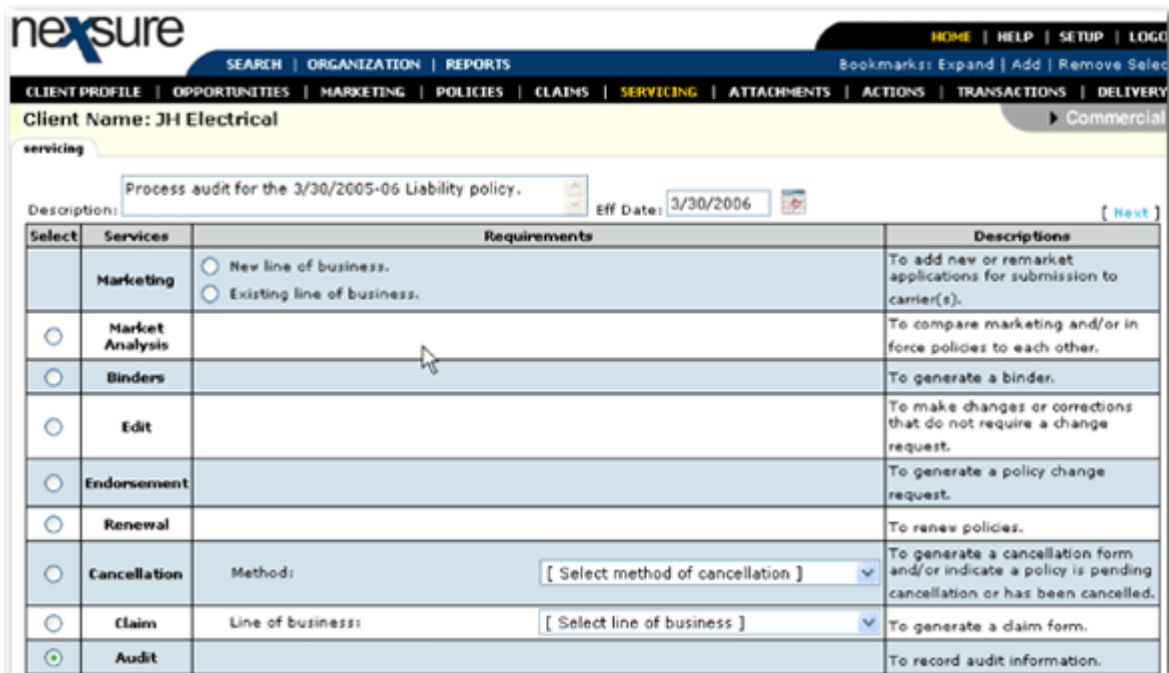 nexsure
HOME | HELP | SETUP | LOGO
SEARCH | ORGANIZATION | REPORTS
Bookmarks: Expand | Add | Remove Selec
CLIENT PROFILE | OPPORTUNITIES | MARKETING | POLICIES | CLAIMS | SERVICING | ATTACHMENTS | ACTIONS | TRANSACTIONS | DELIVERY
Client Name: JH Electrical
Commercial
servicing
Description: Process audit for the 3/30/2005-06 Liability policy.
Eff Date: 3/30/2006
[ Next ]
Select Services Requirements Descriptions
Marketing
New line of business.
Existing line of business.
To add new or remarket
applications for submission to
carrier(s).
Market
Analysis
To compare marketing and/or in
force policies to each other.
Binders
To generate a binder.
Edit
To make changes or corrections
that do not require a change
request.
Endorsement
To generate a policy change
request.
Renewal
To renew policies.
Cancellation
Method: [ Select method of cancellation ]
To generate a cancellation form
and/or indicate a policy is pending
cancellation or has been cancelled.
Claim
Line of business: [ Select line of business ]
To generate a claim form.
Audit
To record audit information.